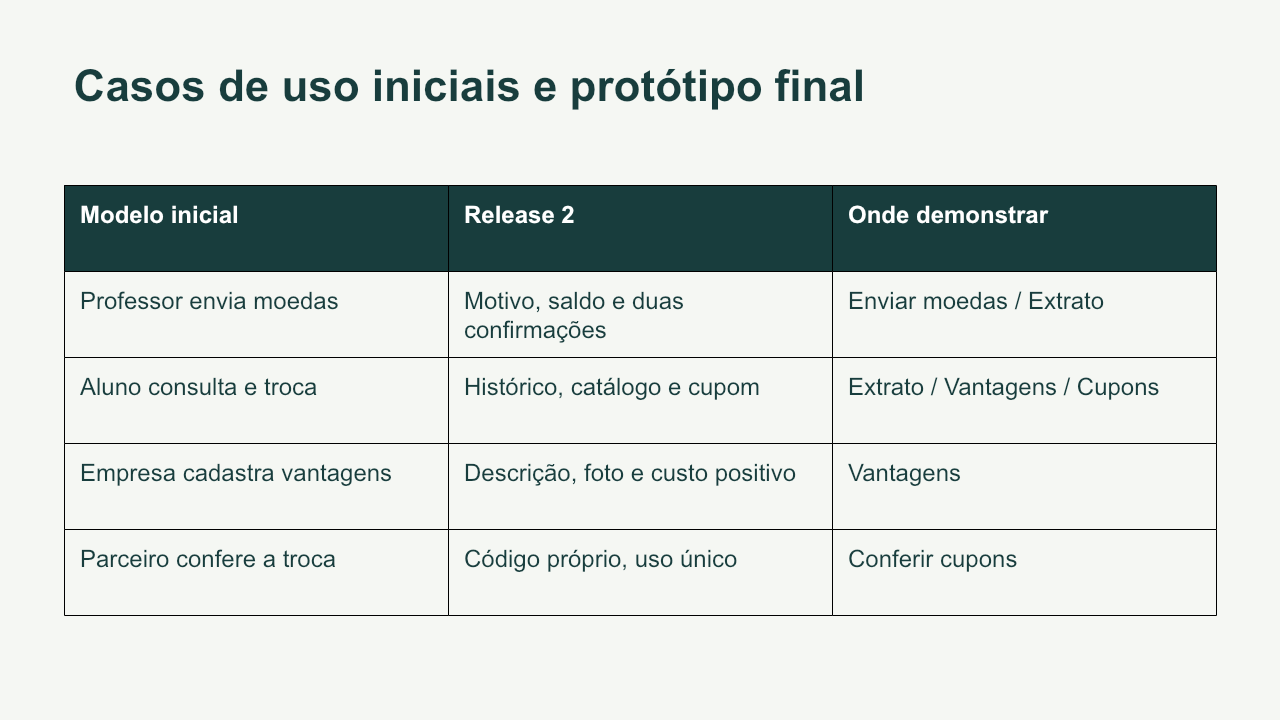 Casos de uso iniciais e protótipo final
Modelo inicial
Release 2
Onde demonstrar
Professor envia moedas
Motivo, saldo e duas
confirmações
Enviar moedas / Extrato
Aluno consulta e troca
Histórico, catálogo e cupom
Extrato / Vantagens / Cupons
Empresa cadastra vantagens
Descrição, foto e custo positivo
Vantagens
Parceiro confere a troca
Código próprio, uso único
Conferir cupons